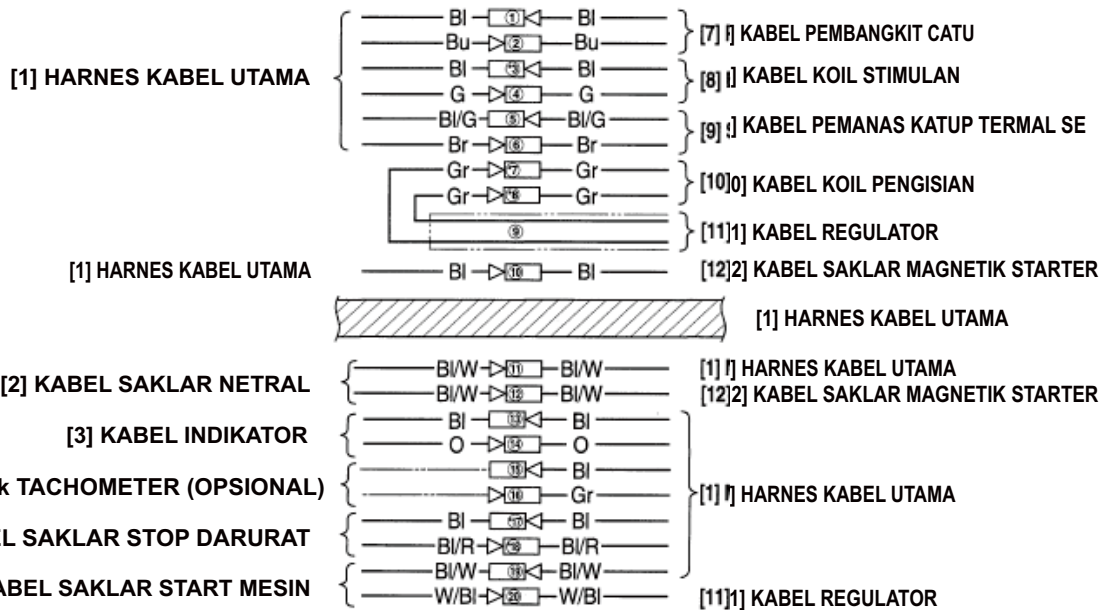 Bl ① Bl
Bu ② Bu
[7] KABEL PEMBANGKIT CATU
[1] HARNES KABEL UTAMA
Bl ③ Bl
G ④ G
[8] KABEL KOIL STIMULAN
Bl/G ⑤ Bl/G
Br ⑥ Br
[9] KABEL PEMANAS KATUP TERMAL SE
Gr ⑦ Gr
Gr ⑧ Gr
[10] KABEL KOIL PENGISIAN
⑨
[11] KABEL REGULATOR
[1] HARNES KABEL UTAMA Bl ⑩ Bl [12] KABEL SAKLAR MAGNETIK STARTER
[1] HARNES KABEL UTAMA
[2] KABEL SAKLAR NETRAL
Bl/W ⑪ Bl/W [1] HARNES KABEL UTAMA
Bl/W ⑫ Bl/W [12] KABEL SAKLAR MAGNETIK STARTER
[3] KABEL INDIKATOR
Bl ⑬ Bl
O ⑭ O
k TACHOMETER (OPSIONAL)
⑮ Bl
⑯ Gr
[1] HARNES KABEL UTAMA
EL SAKLAR STOP DARURAT
Bl ⑰ Bl
Bl/R ⑱ Bl/R
ABEL SAKLAR START MESIN
Bl/W ⑲ Bl/W
W/Bl ⑳ W/Bl [11] KABEL REGULATOR